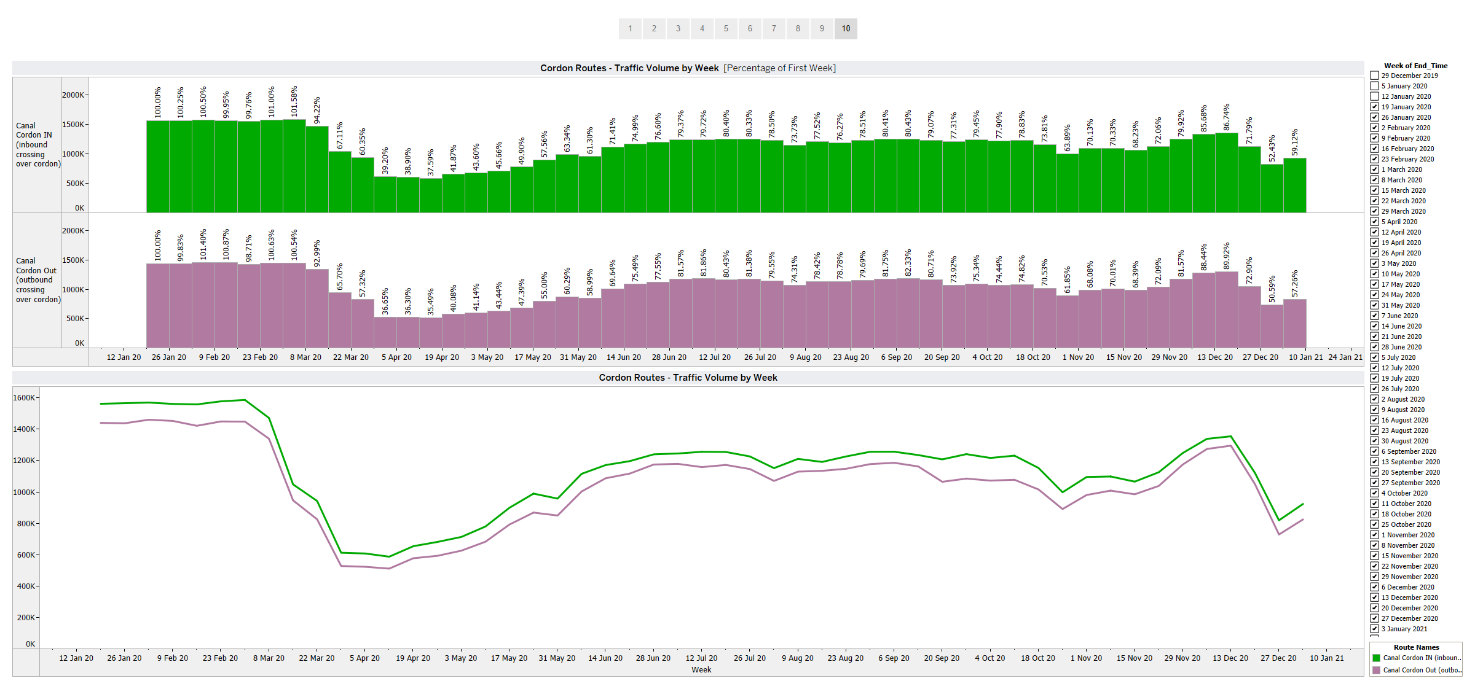 1 2 3 4 5 6 7 8 9 10
Cordon Routes - Traffic Volume by Week [Percentage of First Week]
Canal
Cordon IN
(inbound
crossing
over cordon)
2000K
1500K
1000K
500K
0K
100.00% 100.25% 100.50% 99.95% 99.76% 101.00% 101.58% 94.22% 67.11% 60.35% 39.20% 38.90% 37.59% 41.87% 43.60% 45.66% 49.90% 57.56% 63.34% 61.30% 71.41% 74.99% 76.60% 79.37% 79.72% 80.40% 80.33% 78.50% 73.73% 77.52% 76.27% 78.51% 80.41% 80.43% 79.07% 77.31% 79.45% 77.90% 78.83% 73.81% 63.89% 70.13% 70.33% 68.23% 72.06% 79.92% 85.68% 86.74% 71.79% 52.43% 59.12%
Canal
Cordon Out
(outbound
crossing
over cordon)
2000K
1500K
1000K
500K
0K
100.00% 99.83% 101.40% 100.87% 98.71% 100.63% 100.54% 92.99% 65.70% 57.32% 36.65% 36.30% 35.49% 40.08% 41.14% 43.44% 47.39% 55.00% 60.29% 58.99% 69.64% 75.49% 77.55% 81.57% 81.86% 80.43% 81.38% 79.55% 74.31% 78.42% 78.78% 79.69% 81.75% 82.33% 80.71% 73.92% 75.34% 74.44% 74.82% 70.53% 61.85% 68.08% 70.01% 68.39% 72.09% 81.57% 88.44% 89.92% 72.90% 50.59% 57.26%
12 Jan 20 26 Jan 20 9 Feb 20 23 Feb 20 8 Mar 20 22 Mar 20 5 Apr 20 19 Apr 20 3 May 20 17 May 20 31 May 20 14 Jun 20 28 Jun 20 12 Jul 20 26 Jul 20 9 Aug 20 23 Aug 20 6 Sep 20 20 Sep 20 4 Oct 20 18 Oct 20 1 Nov 20 15 Nov 20 29 Nov 20 13 Dec 20 27 Dec 20 10 Jan 21 24 Jan 21
Cordon Routes - Traffic Volume by Week
1600K
1400K
1200K
1000K
800K
600K
400K
200K
0K
12 Jan 20 26 Jan 20 9 Feb 20 23 Feb 20 8 Mar 20 22 Mar 20 5 Apr 20 19 Apr 20 3 May 20 17 May 20 31 May 20 14 Jun 20 28 Jun 20 12 Jul 20 26 Jul 20 9 Aug 20 23 Aug 20 6 Sep 20 20 Sep 20 4 Oct 20 18 Oct 20 1 Nov 20 15 Nov 20 29 Nov 20 13 Dec 20 27 Dec 20 10 Jan 21
Week
Week of End_Time
29 December 2019
5 January 2020
12 January 2020
19 January 2020
26 January 2020
2 February 2020
9 February 2020
16 February 2020
23 February 2020
1 March 2020
8 March 2020
15 March 2020
22 March 2020
29 March 2020
5 April 2020
12 April 2020
19 April 2020
26 April 2020
3 May 2020
10 May 2020
17 May 2020
24 May 2020
31 May 2020
7 June 2020
14 June 2020
21 June 2020
28 June 2020
5 July 2020
12 July 2020
19 July 2020
26 July 2020
2 August 2020
9 August 2020
16 August 2020
23 August 2020
30 August 2020
6 September 2020
13 September 2020
20 September 2020
27 September 2020
4 October 2020
11 October 2020
18 October 2020
25 October 2020
1 November 2020
8 November 2020
15 November 2020
22 November 2020
29 November 2020
6 December 2020
13 December 2020
20 December 2020
27 December 2020
3 January 2021
Route Names
Canal Cordon IN (inboun..
Canal Cordon Out (outbo...